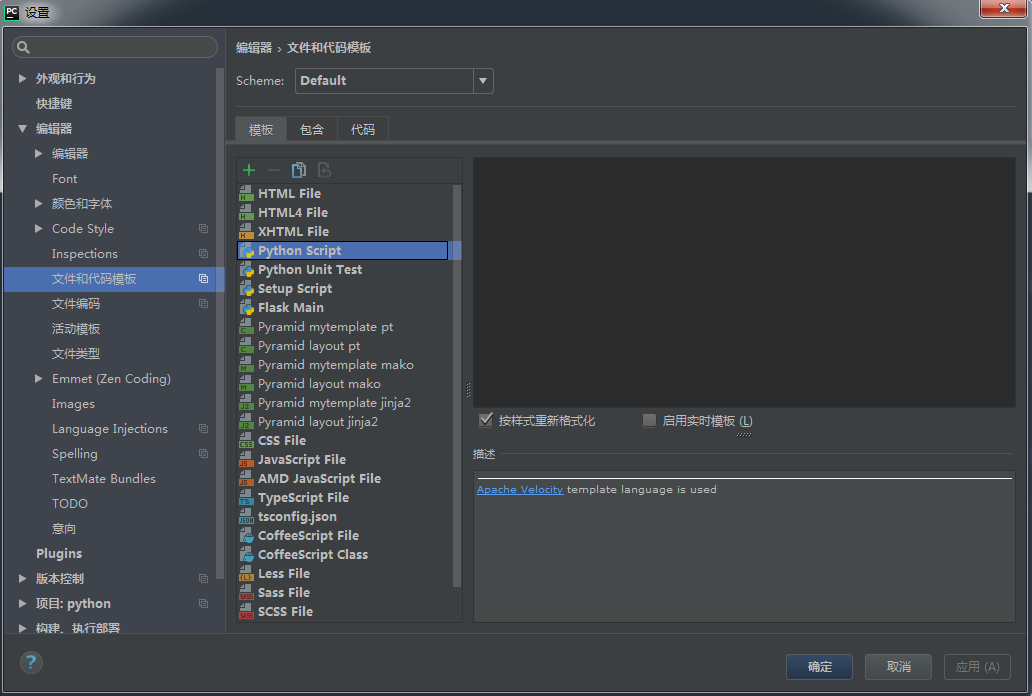 PC 设置
编辑器 › 文件和代码模板
Scheme: Default
外观和行为
快捷键
编辑器
编辑器
Font
颜色和字体
Code Style
Inspections
文件和代码模板
文件编码
活动模板
文件类型
Emmet (Zen Coding)
Images
Language Injections
Spelling
TextMate Bundles
TODO
意向
Plugins
版本控制
项目: python
构建、执行部署
模板 包含 代码
HTML File
HTML4 File
XHTML File
Python Script
Python Unit Test
Setup Script
Flask Main
Pyramid mytemplate pt
Pyramid layout pt
Pyramid mytemplate mako
Pyramid layout mako
Pyramid mytemplate jinja2
Pyramid layout jinja2
CSS File
JavaScript File
AMD JavaScript File
TypeScript File
tsconfig.json
CoffeeScript File
CoffeeScript Class
Less File
Sass File
SCSS File
按样式重新格式化 启用实时模板 (L)
描述
Apache Velocity template language is used
? 确定 取消 应用 (A)